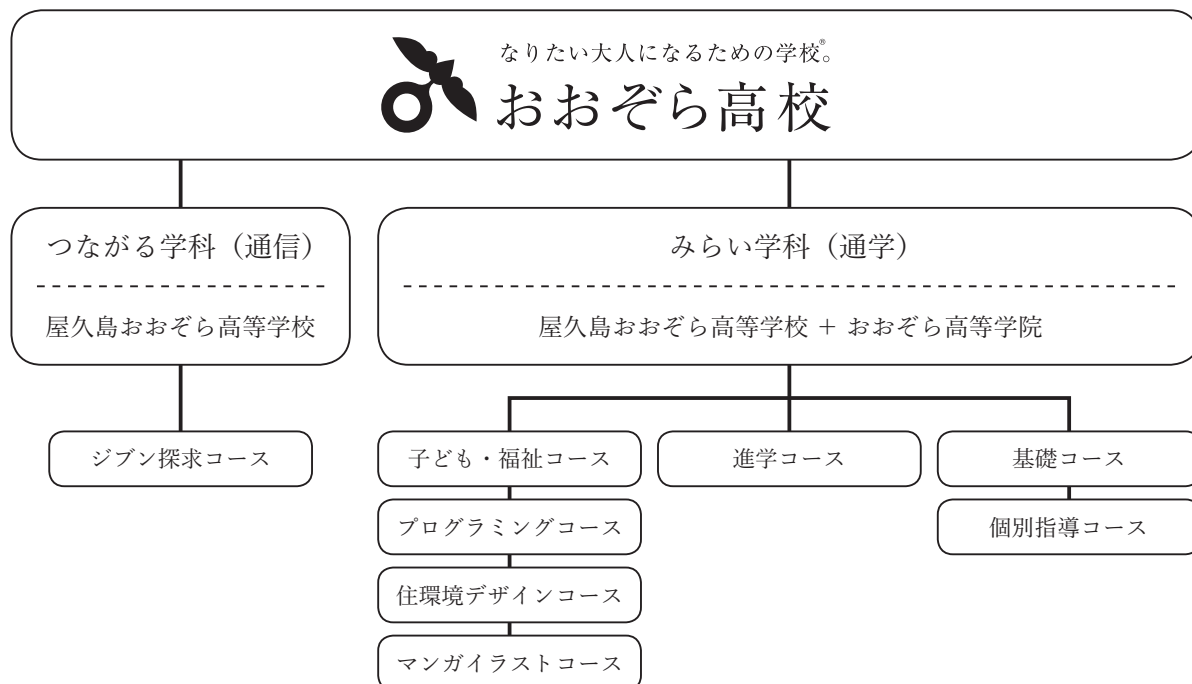 なりたい大人になるための学校®。
おおぞら高校
つながる学科（通信）
屋久島おおぞら高等学校
みらい学科（通学）
屋久島おおぞら高等学校 + おおぞら高等学院
ジブン探求コース
子ども・福祉コース
プログラミングコース
住環境デザインコース
マンガイラストコース
進学コース
基礎コース
個別指導コース